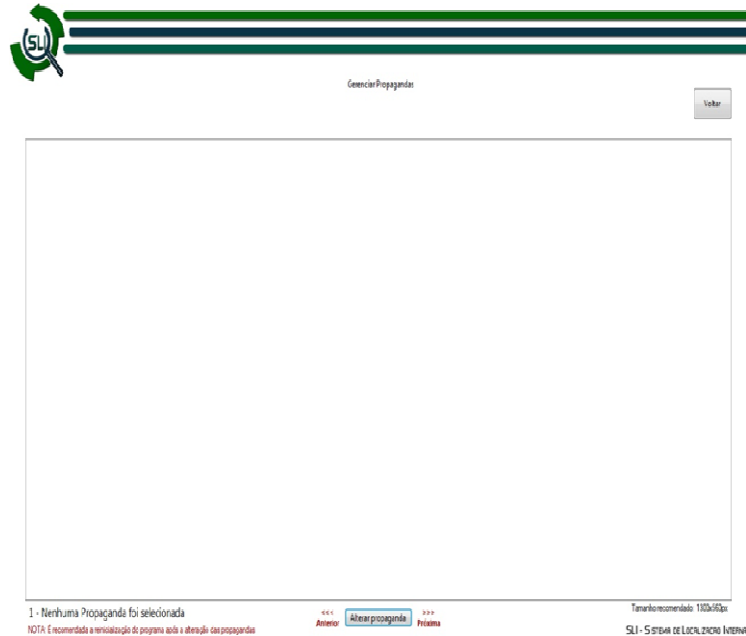 SLI
Gerenciar Propagandas
Voltar
1 - Nenhuma Propaganda foi selecionada
NOTA: É recomendada a reinicialização do programa após a alteração das propagandas
<<<
Anterior
Alterar propaganda
>>>
Próxima
Tamanho recomendado:
SLI - SISTEMA DE LOCALIZAÇÃO INTERNA